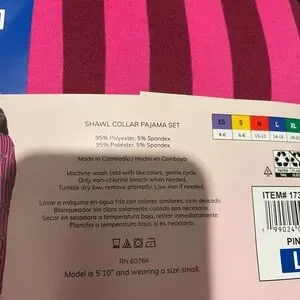 SHAWL COLLAR PAJAMA SET
95% Polyester, 5% Spandex
95% Poliéster, 5% Spandex
Made in Cambodia / Hecho en Camboya
Machine wash cold with like colors, gentle cycle.
Only non-chlorine bleach when needed.
Tumble dry low, remove promptly. Low iron if needed.
Lavar a máquina en agua fría con colores similares, ciclo delicado.
Blanqueador sin cloro solamente cuando sea necesario.
Secar en secadora a temperatura baja, retirar inmediatamente.
Plancha a temperatura baja, si es necesario.
RN 60766
Model is 5'10" and wearing a size small.
XS S M L XL
4-6 6-8 10-12 14-16
ITEM# 173
199024
PIN
L